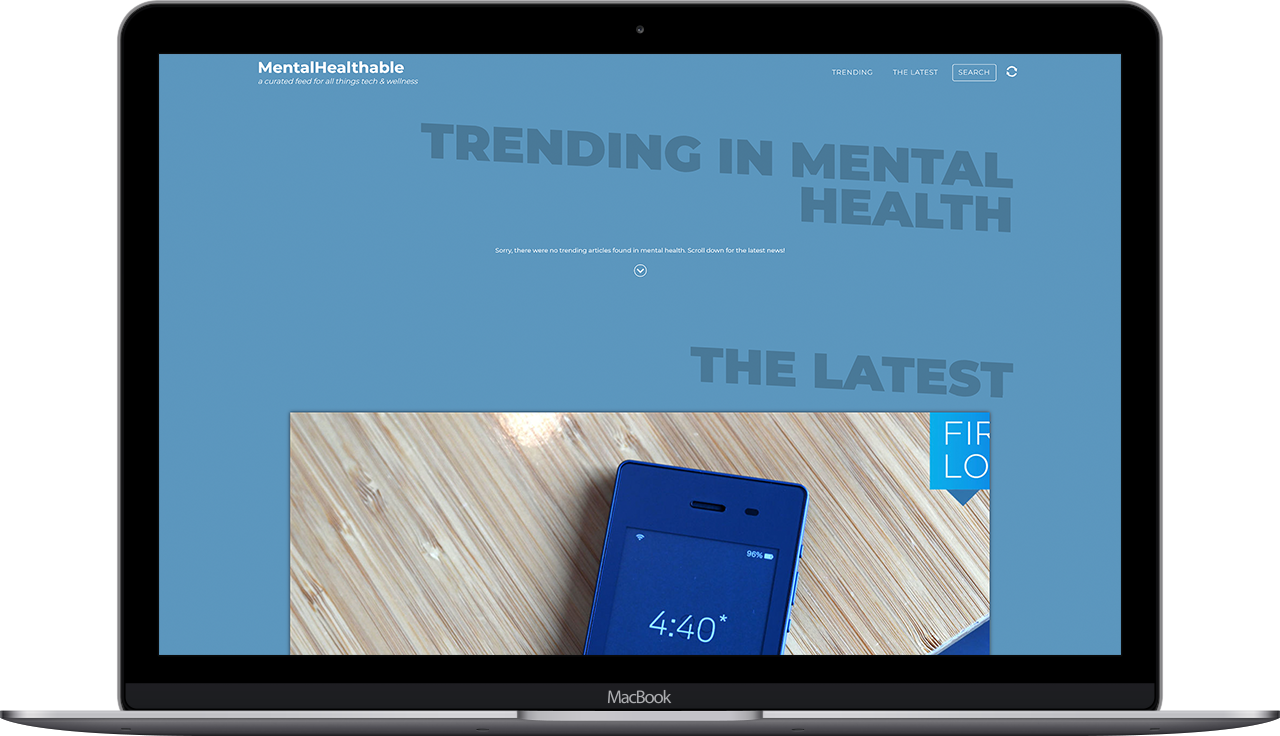 MentalHealthable
a curated feed for all things tech & wellness
TRENDING
THE LATEST
SEARCH
TRENDING IN MENTAL
HEALTH
Sorry, there were no trending articles found in mental health. Scroll down for the latest news!
THE LATEST
FIR
LO
96%
4:40*
MacBook